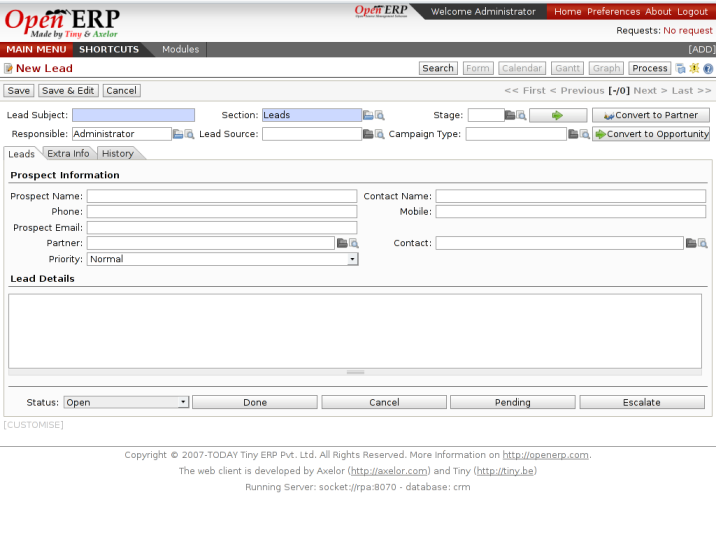 Open ERP
Made by Tiny & Axelor
OpenERP
Open Source Management Solution
Welcome Administrator
Home Preferences About Logout
Requests: No request
MAIN MENU SHORTCUTS Modules [ADD]
New Lead Search Form Calendar Gantt Graph Process
Save Save & Edit Cancel << First < Previous [-/0] Next > Last >>
Lead Subject: Section: Leads Stage: Convert to Partner
Responsible: Administrator Lead Source: Campaign Type: Convert to Opportunity
Leads Extra Info History
Prospect Information
Prospect Name: Contact Name:
Phone: Mobile:
Prospect Email:
Partner: Contact:
Priority: Normal
Lead Details
Status: Open Done Cancel Pending Escalate
[CUSTOMISE]
Copyright © 2007-TODAY Tiny ERP Pvt. Ltd. All Rights Reserved. More Information on http://openerp.com.
The web client is developed by Axelor (http://axelor.com) and Tiny (http://tiny.be)
Running Server: socket://rpa:8070 - database: crm